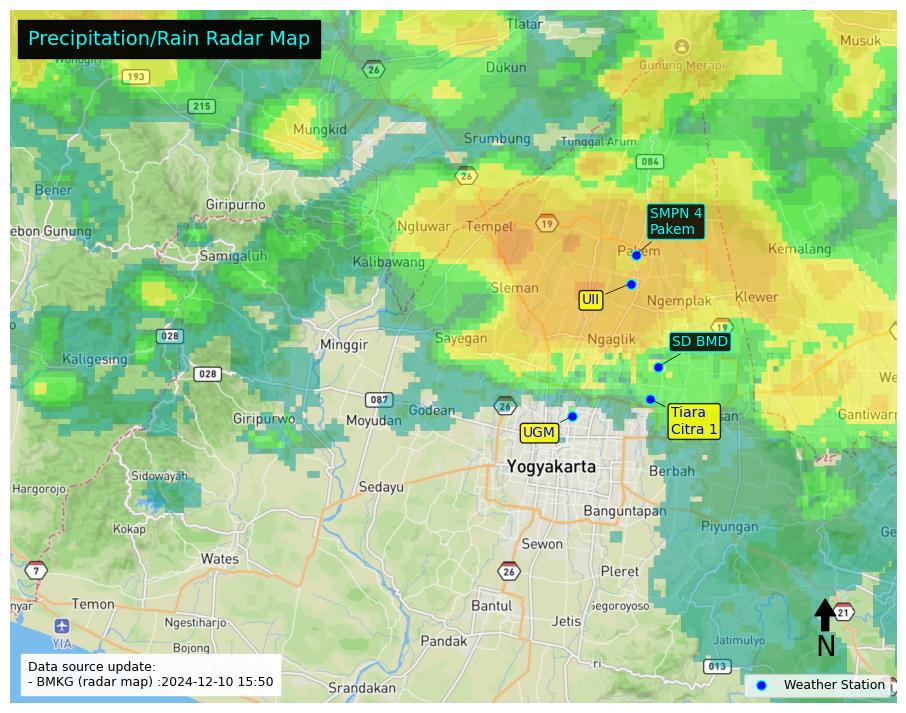 Tlatar
Precipitation/Rain Radar Map
Musuk
26
Dukun
Gunung Merapi
193
215
Mungkid
Srumbung
Tunggal Arum
084
26
Bener
Giripurno
SMPN 4
Pakem
ebon Gunung
Ngluwar
Tempel
19
Kemalang
Samigaluh
Kalibawang
Sleman
UII
Ngemplak
Klewer
19
028
Minggir
Sayegan
Ngaglik
SD BMD
Kaligesing
028
We
087
Godean
26
Tiara
Citra 1
san
Gantiwarn
Giripurwo
Moyudan
UGM
Yogyakarta
Berbah
Sidowayah
Hargorojo
Sedayu
Banguntapan
Kokap
Piyungan
Ge
Sewon
Wates
7
26
Pleret
nyar
Temon
Bantul
Segoroyoso
21
Ngestiharjo
Jetis
N
YIA
Bojong
Pandak
Jatimulyo
ri
013
Data source update:
- BMKG (radar map) :2024-12-10 15:50
Srandakan
Weather Station